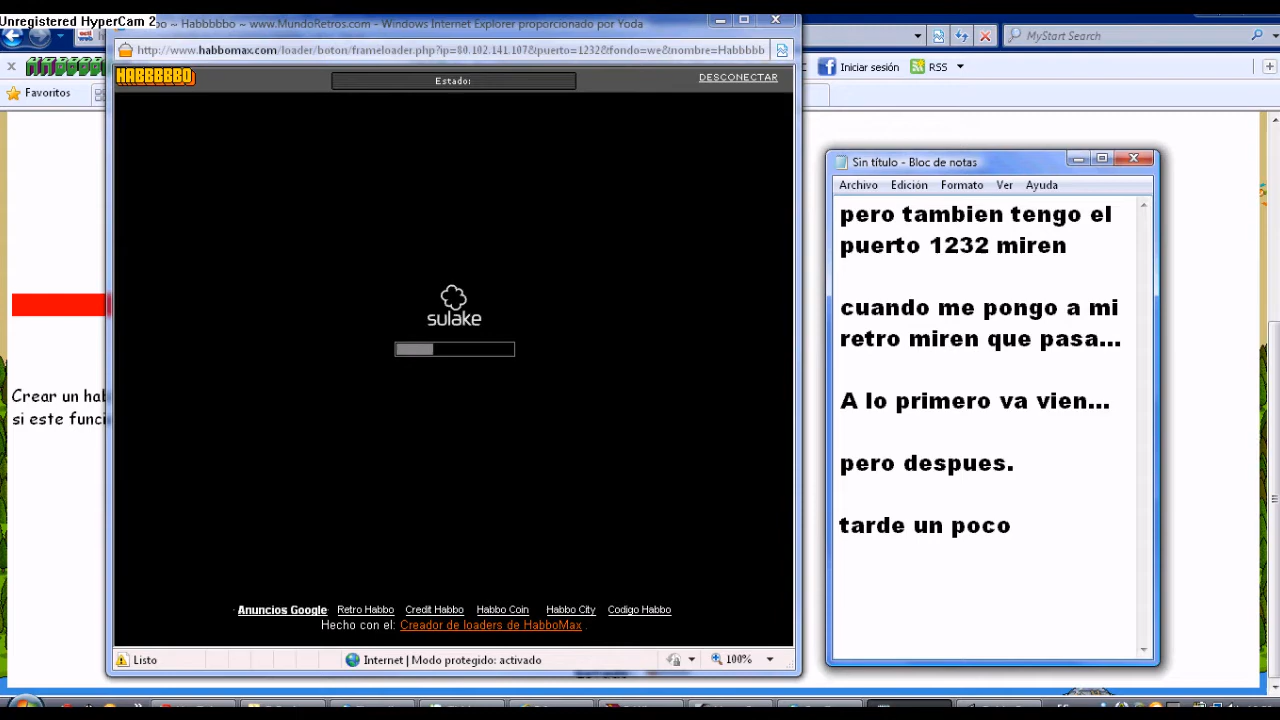 Unregistered HyperCam 2
bo ~ Habbbbbo ~ www.MundoRetros.com - Windows Internet Explorer proporcionado por Yoda
http://www.habbomax.com/loader/boton/frameloader.php?ip=80.102.141.107&puerto=1232&fondo=we&nombre=Habbbbb
MyStart Search
Iniciar sesión
RSS
Favoritos
HABBBBBO
Estado:
DESCONECTAR
Sin título - Bloc de notas
Archivo Edición Formato Ver Ayuda
pero tambien tengo el
puerto 1232 miren
cuando me pongo a mi
retro miren que pasa...
A lo primero va vien...
pero despues.
tarde un poco
sulake
Crear un hab
si este funci
Anuncios Google Retro Habbo Credit Habbo Habbo Coin Habbo City Codigo Habbo
Hecho con el: Creador de loaders de HabboMax .
Listo
Internet | Modo protegido: activado
100%